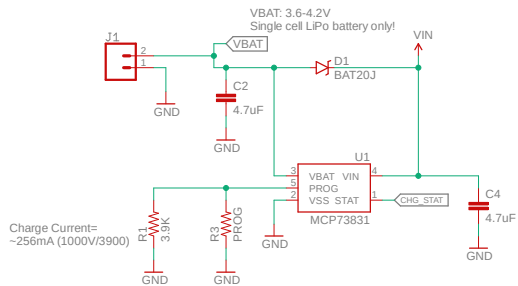 VBAT: 3.6-4.2V
Single cell LiPo battery only!
J1
VBAT
VIN
2
1
D1
BAT20J
C2
4.7uF
GND
GND
U1
3
VBAT
VIN
4
5
PROG
2
VSS
STAT
1
CHG_STAT
MCP73831
C4
4.7uF
Charge Current=
~256mA (1000V/3900)
R1
3.9K
R3
PROG
GND
GND
GND
GND